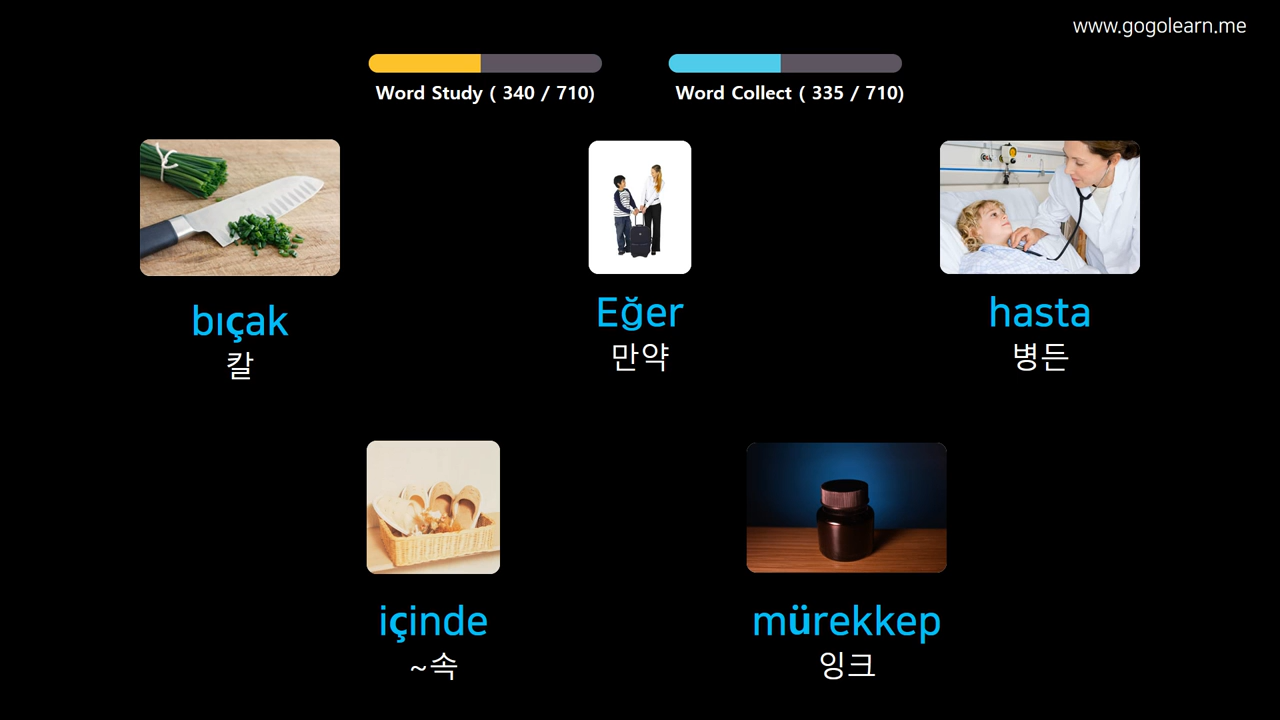 www.gogolearn.me
Word Study ( 340 / 710)
Word Collect ( 335 / 710)
bıçak
칼
Eğer
만약
hasta
병든
içinde
~속
mürekkep
잉크